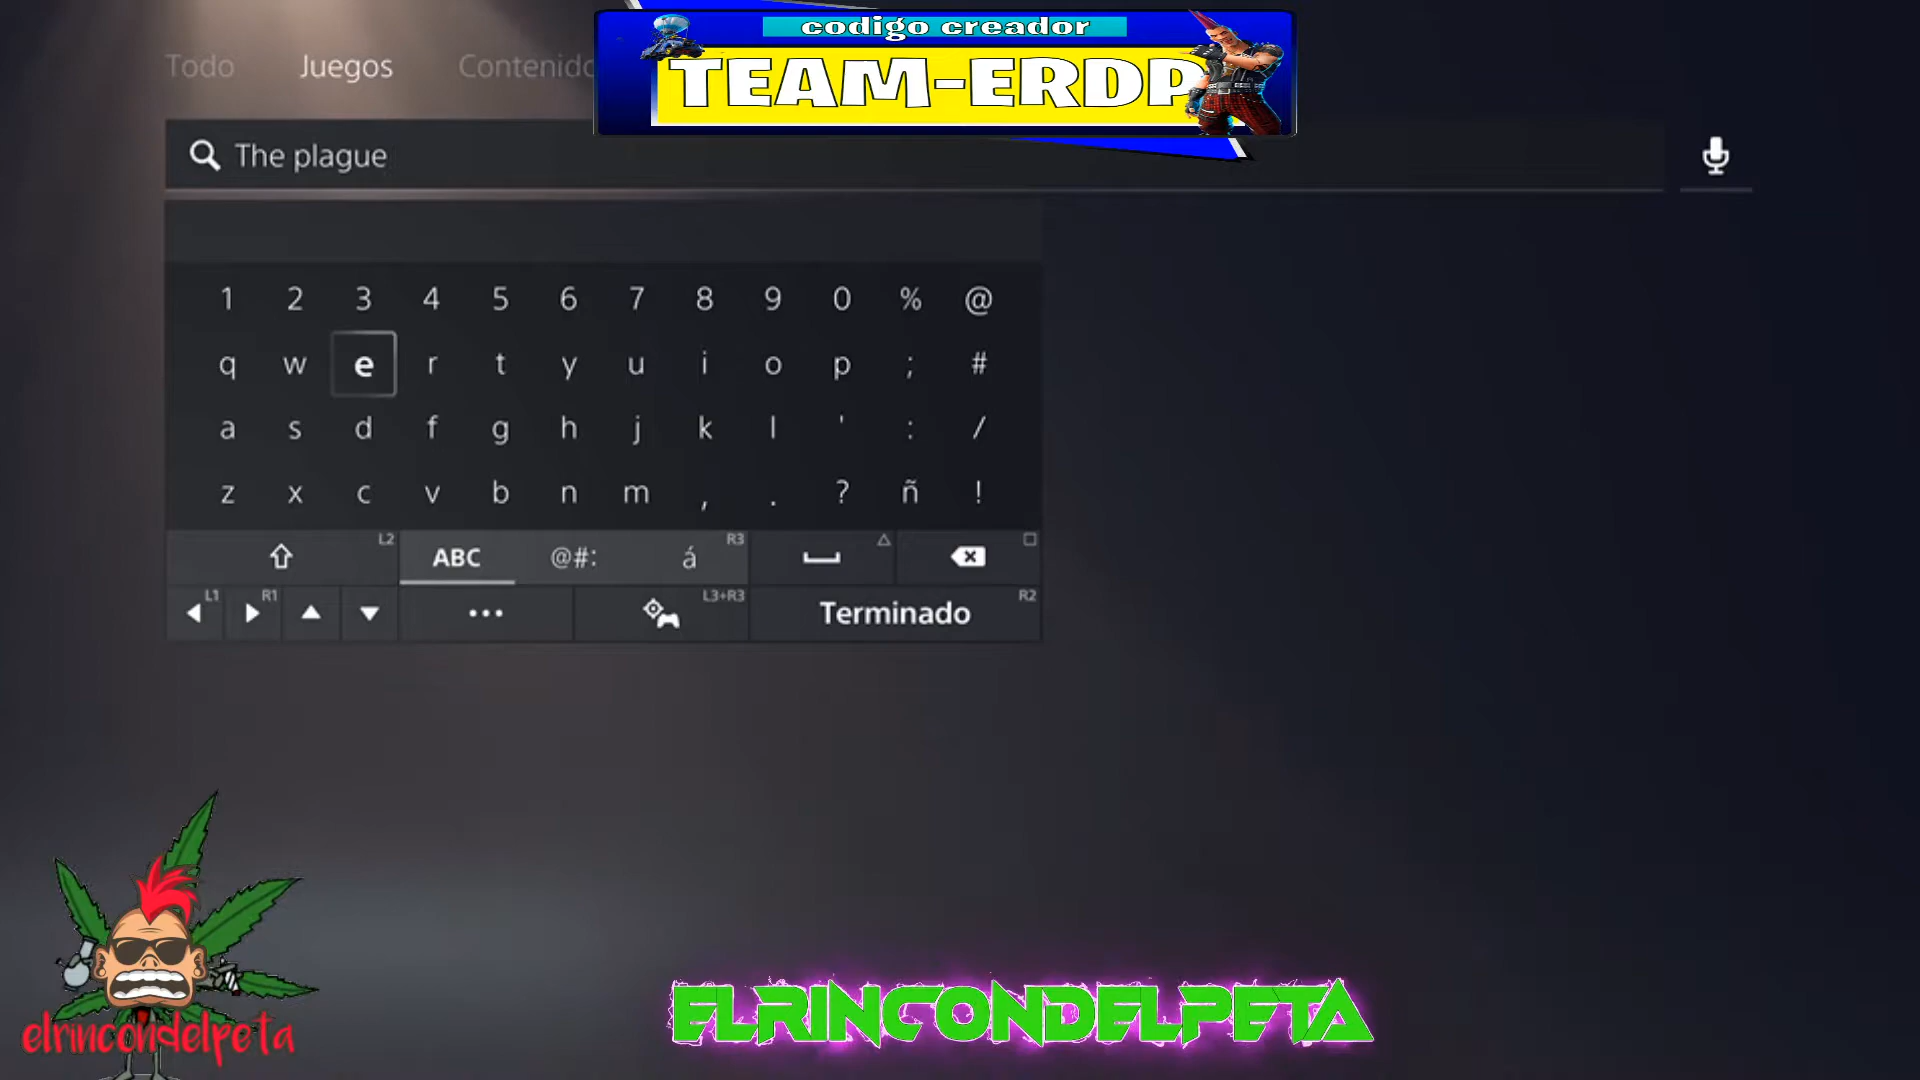 codigo creador
TEAM-ERDP
Todo Juegos Contenido
The plague
1 2 3 4 5 6 7 8 9 0 % @
q w e r t y u i o p ; #
a s d f g h j k l ' : /
z x c v b n m , . ? ñ !
L2 ABC @#: á R3
L1 R1 ... L3+R3 Terminado R2
elrincondelpeta
ELRINCONDELPETA